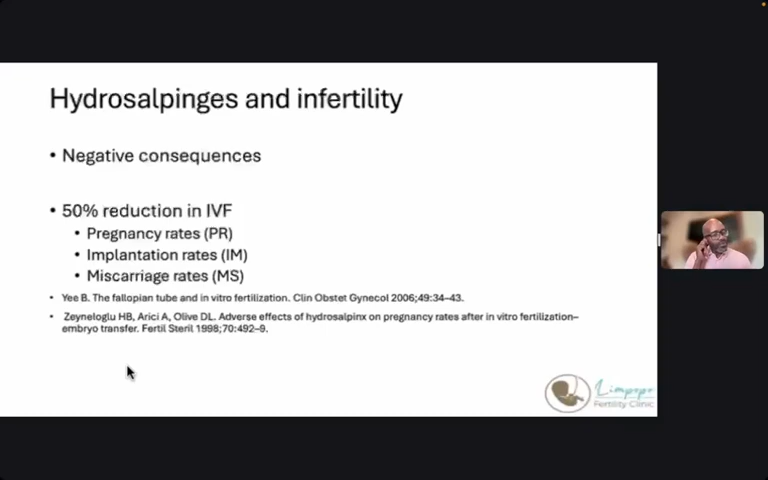 Hydrosalpinges and infertility
• Negative consequences
• 50% reduction in IVF
• Pregnancy rates (PR)
• Implantation rates (IM)
• Miscarriage rates (MS)
• Yee B. The fallopian tube and in vitro fertilization. Clin Obstet Gynecol 2006;49:34–43.
• Zeyneloglu HB, Arici A, Olive DL. Adverse effects of hydrosalpinx on pregnancy rates after in vitro fertilization–
embryo transfer. Fertil Steril 1998;70:492–9.
Limpopo
Fertility Clinic